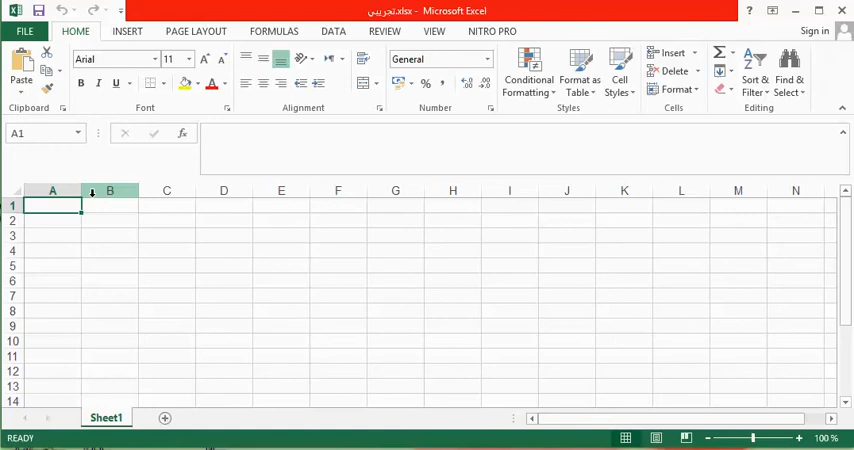 تجريبي.xlsx - Microsoft Excel
FILE HOME INSERT PAGE LAYOUT FORMULAS DATA REVIEW VIEW NITRO PRO Sign in
Arial 11 General
Paste
B I U
Conditional Formatting
Format as Table
Cell Styles
Insert
Delete
Format
Sort & Filter
Find & Select
Clipboard Font Alignment Number Styles Cells Editing
A1 fx
A B C D E F G H I J K L M N
1
2
3
4
5
6
7
8
9
10
11
12
13
14
Sheet1
READY 100 %